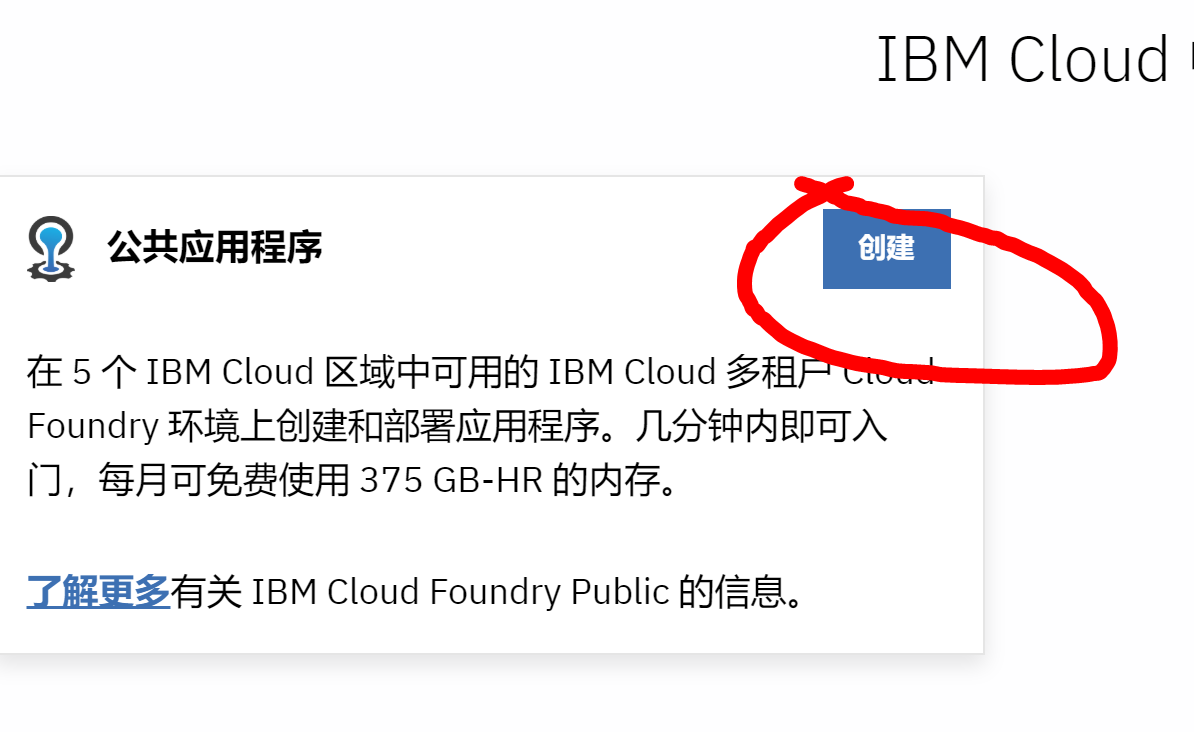 IBM Cloud
公共应用程序
创建
在 5 个 IBM Cloud 区域中可用的 IBM Cloud 多租户 Cloud
Foundry 环境上创建和部署应用程序。几分钟内即可入
门，每月可免费使用 375 GB-HR 的内存。
了解更多有关 IBM Cloud Foundry Public 的信息。